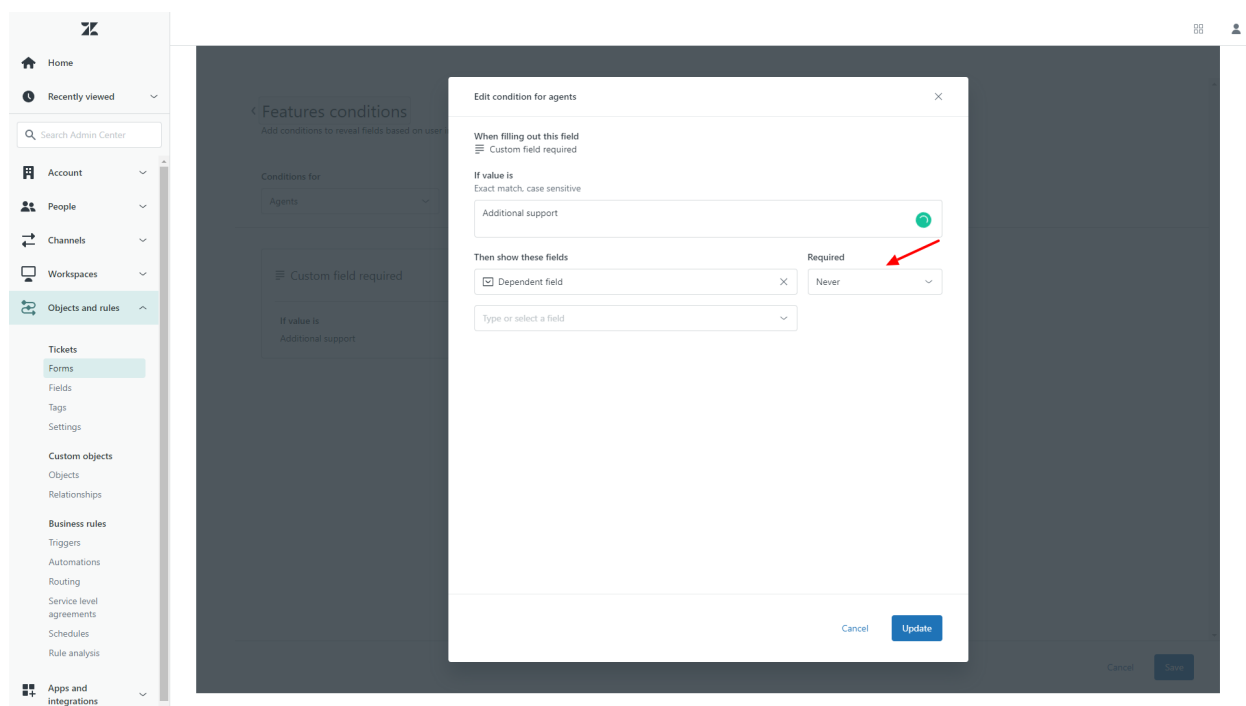 Home
Recently viewed
Search Admin Center
Account
People
Channels
Workspaces
Objects and rules
Tickets
Forms
Fields
Tags
Settings
Custom objects
Objects
Relationships
Business rules
Triggers
Automations
Routing
Service level
agreements
Schedules
Rule analysis
Apps and
integrations
Features conditions
Add conditions to reveal fields based on user
Conditions for
Agents
Custom field required
If value is
Additional support
Edit condition for agents
When filling out this field
Custom field required
If value is
Exact match, case sensitive
Additional support
Then show these fields
Required
Dependent field
Never
Type or select a field
Cancel
Update
Cancel
Save